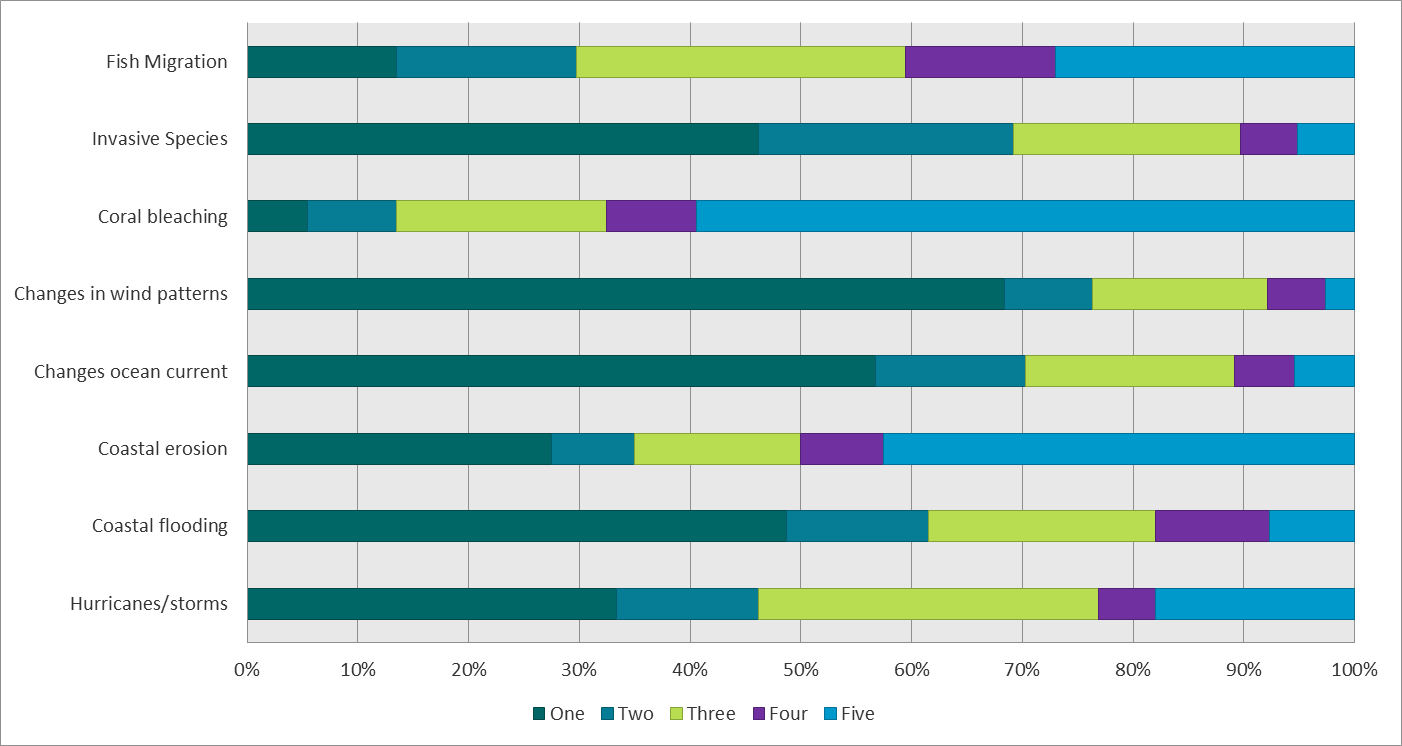 Fish Migration
Invasive Species
Coral bleaching
Changes in wind patterns
Changes ocean current
Coastal erosion
Coastal flooding
Hurricanes/storms
0% 10% 20% 30% 40% 50% 60% 70% 80% 90% 100%
One Two Three Four Five